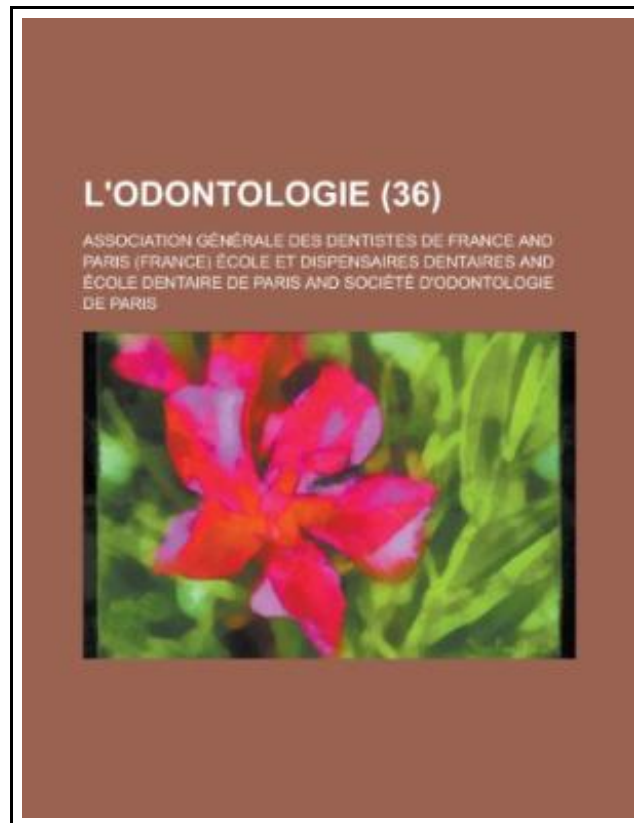 L'ODONTOLOGIE (36)
ASSOCIATION GÉNÉRALE DES DENTISTES DE FRANCE AND
PARIS (FRANCE) ÉCOLE ET DISPENSAIRES DENTAIRES AND
ÉCOLE DENTAIRE DE PARIS AND SOCIÉTÉ D'ODONTOLOGIE
DE PARIS